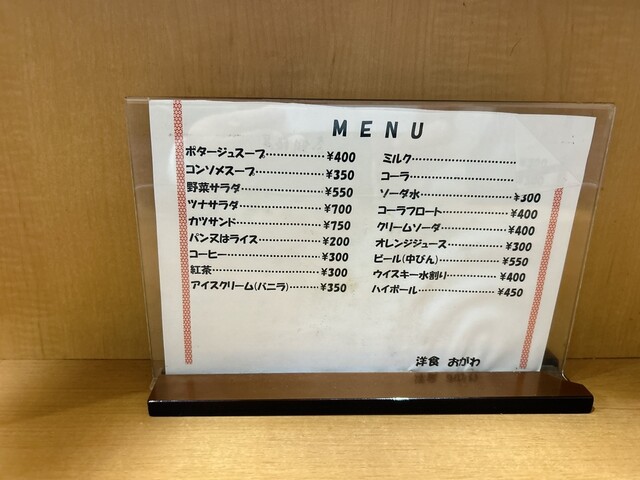 MENU
ポタージュスープ……………¥400
コンソメスープ………………¥350
野菜サラダ……………………¥550
ツナサラダ……………………¥700
カツサンド……………………¥750
パン又はライス………………¥200
コーヒー………………………¥300
紅茶……………………………¥300
アイスクリーム(バニラ)………¥350
ミルク…………………………
コーラ…………………………
ソーダ水………………………¥300
コーラフロート………………¥400
クリームソーダ………………¥400
オレンジジュース……………¥300
ビール(中びん)………………¥550
ウイスキー水割り……………¥400
ハイボール……………………¥450
洋食 おがわ